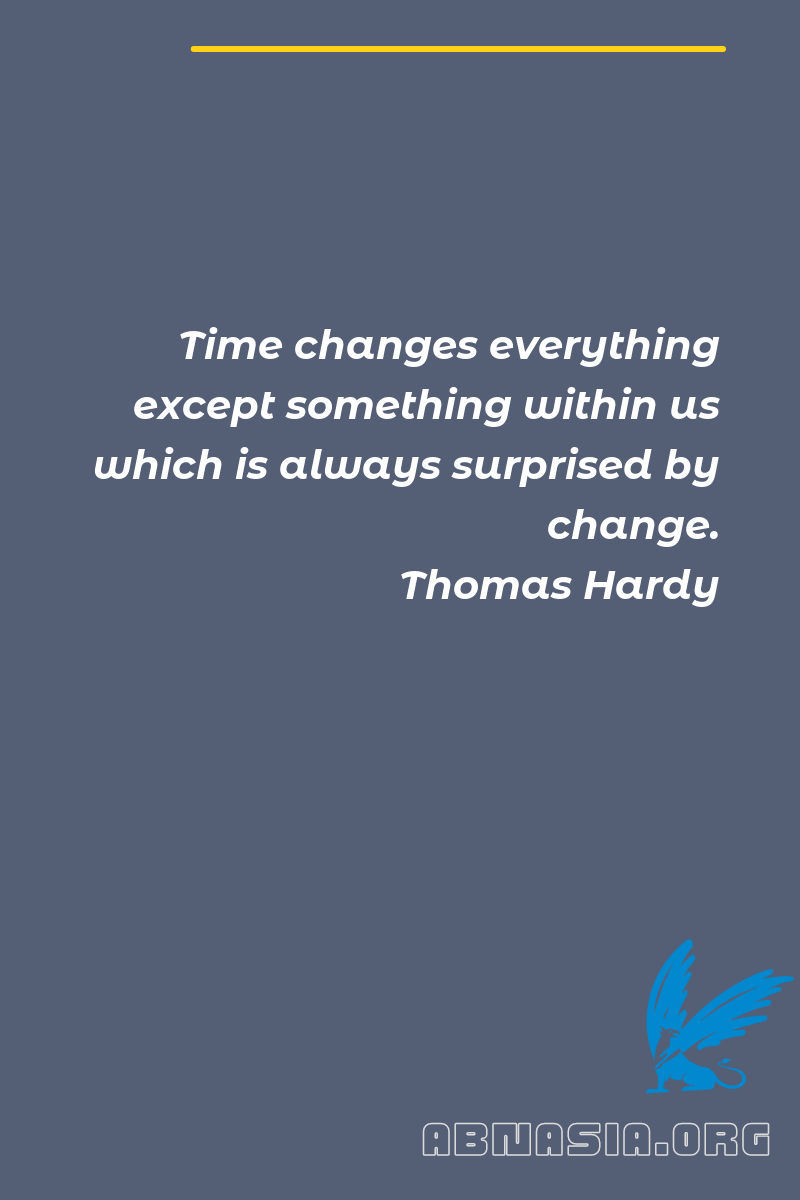 Time changes everything
except something within us
which is always surprised by
change.
Thomas Hardy
ABNASIA.ORG